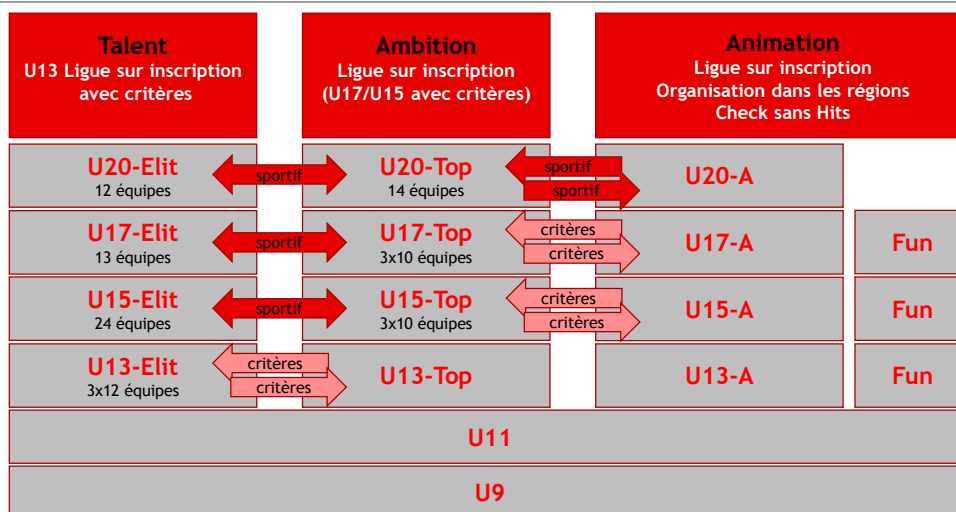 Talent
U13 Ligue sur inscription
avec critères
Ambition
Ligue sur inscription
(U17/U15 avec critères)
Animation
Ligue sur inscription
Organisation dans les régions
Check sans Hits
U20-Elit
12 équipes
sportif
U20-Top
14 équipes
sportif
sportif
U20-A
U17-Elit
13 équipes
sportif
U17-Top
3x10 équipes
critères
critères
U17-A
Fun
U15-Elit
24 équipes
sportif
U15-Top
3x10 équipes
critères
critères
U15-A
Fun
U13-Elit
3x12 équipes
critères
critères
U13-Top
U13-A
Fun
U11
U9